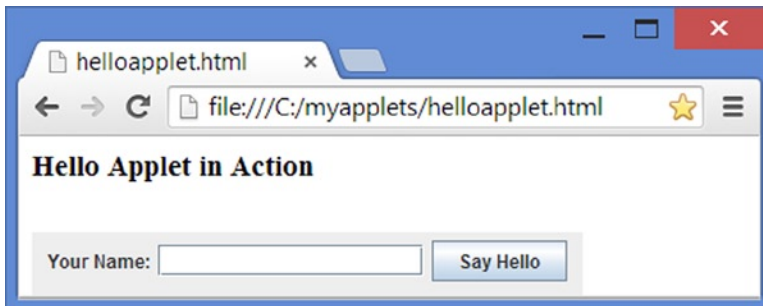 helloapplet.html
file:///C:/myapplets/helloapplet.html
Hello Applet in Action
Your Name: Say Hello